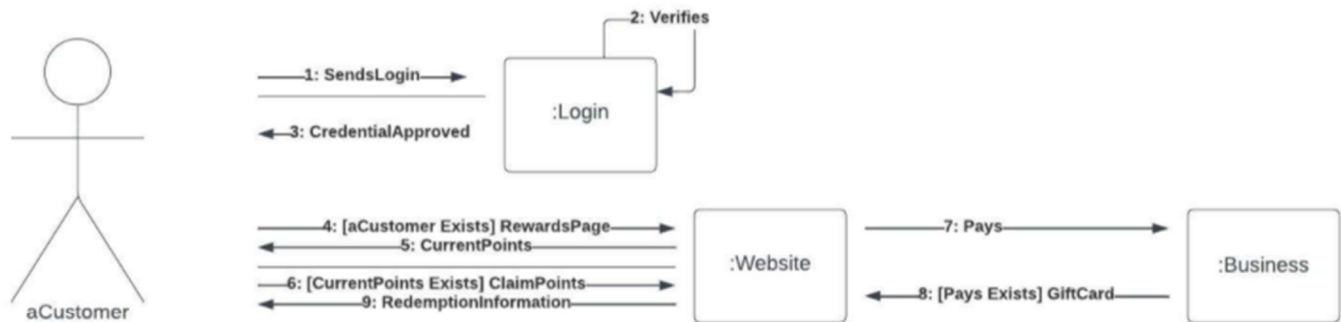 2: Verifies
1: SendsLogin
:Login
3: CredentialApproved
4: [aCustomer Exists] RewardsPage
7: Pays
5: CurrentPoints
:Website
:Business
6: [CurrentPoints Exists] ClaimPoints
8: [Pays Exists] GiftCard
9: RedemptionInformation
aCustomer